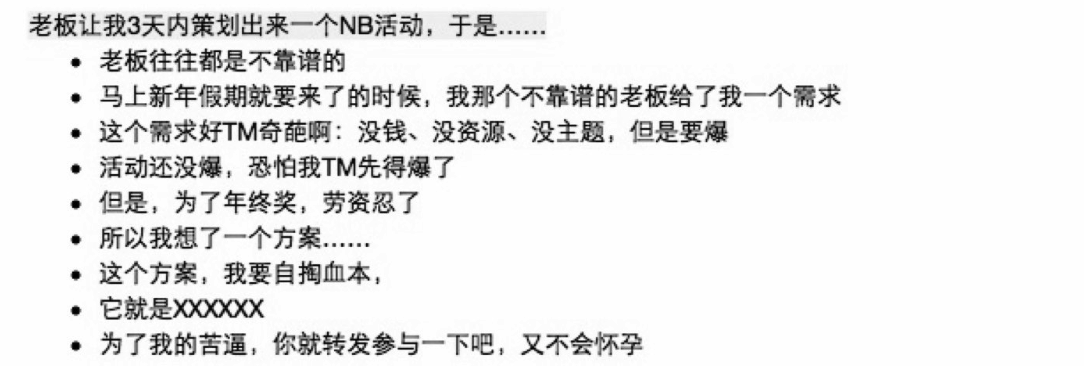 老板让我3天内策划出来一个NB活动，于是……
• 老板往往都是不靠谱的
• 马上新年假期就要来了的时候，我那个不靠谱的老板给了我一个需求
• 这个需求好TM奇葩啊：没钱、没资源、没主题，但是要爆
• 活动还没爆，恐怕我TM先得爆了
• 但是，为了年终奖，劳资忍了
• 所以我想了一个方案……
• 这个方案，我要自掏血本，
• 它就是XXXXXX
• 为了我的苦逼，你就转发参与一下吧，又不会怀孕